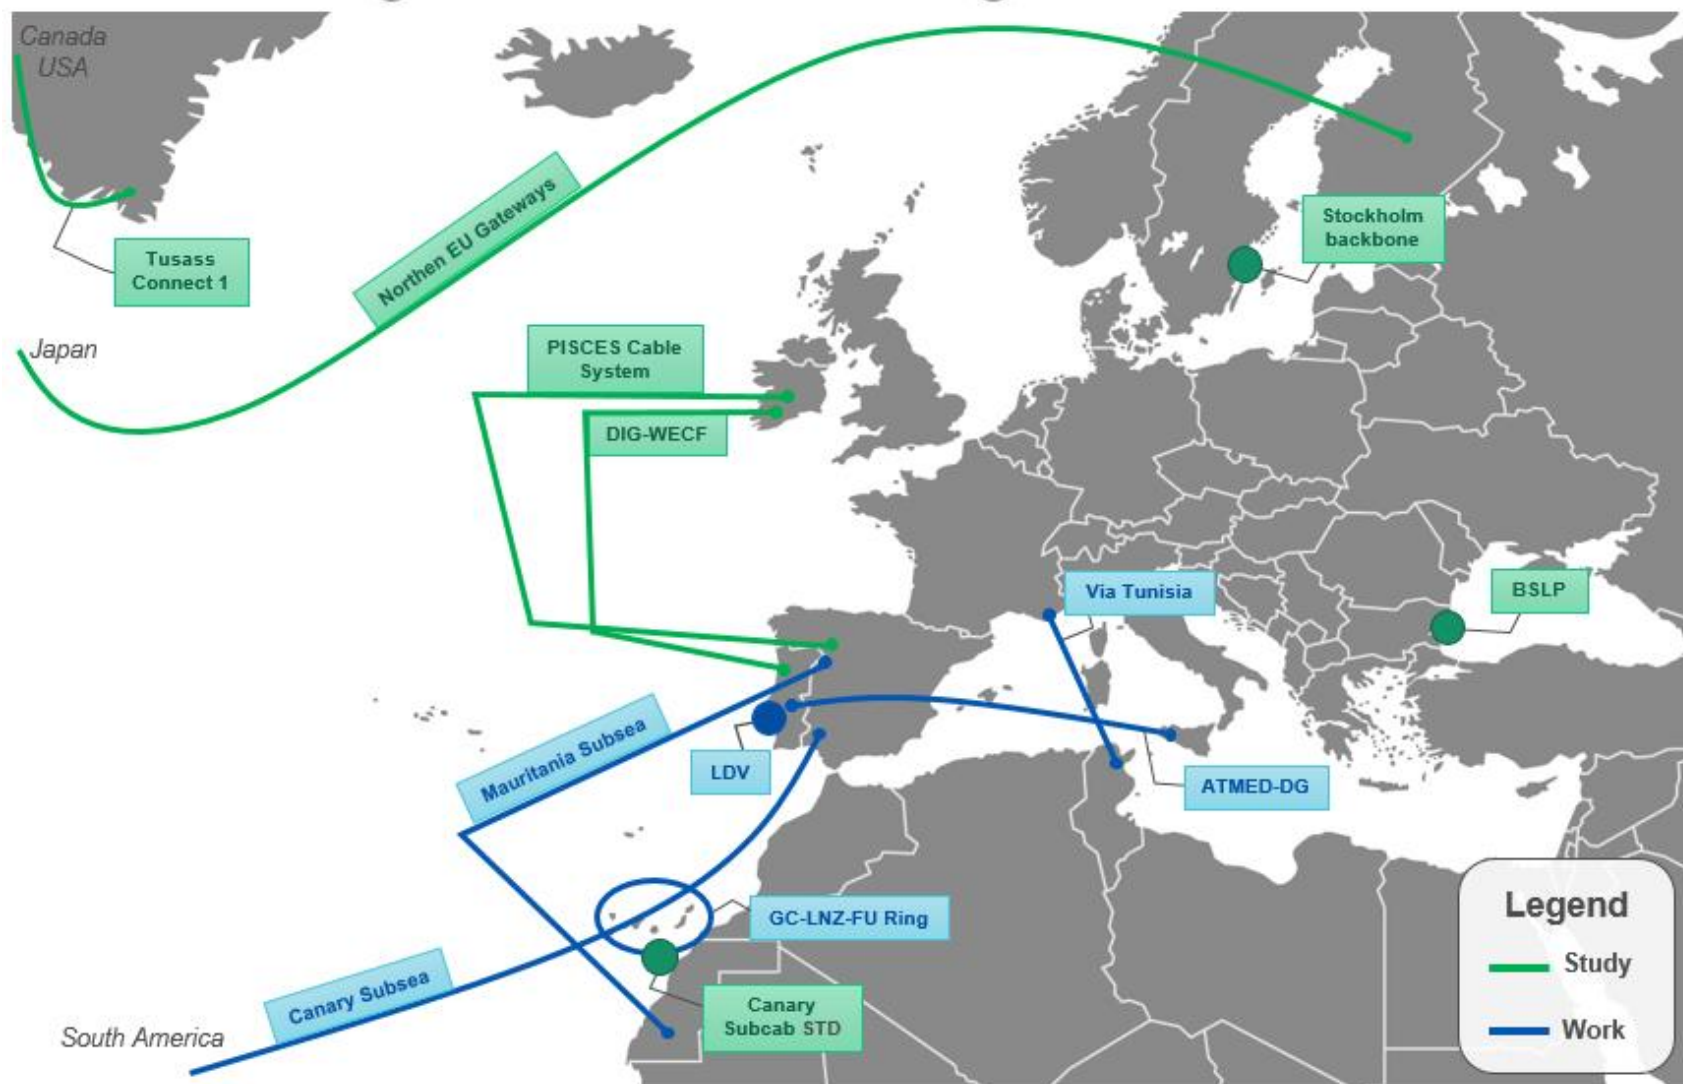 Canada
USA
Northen EU Gateways
Stockholm
backbone
Tusass
Connect 1
PISCES Cable
System
Japan
DIG-WECF
Via Tunisia
BSLP
Mauritania Subsea
LDV
ATMED-DG
GC-LNZ-FU Ring
Canary Subsea
Canary
Subcab STD
South America
Legend
Study
Work